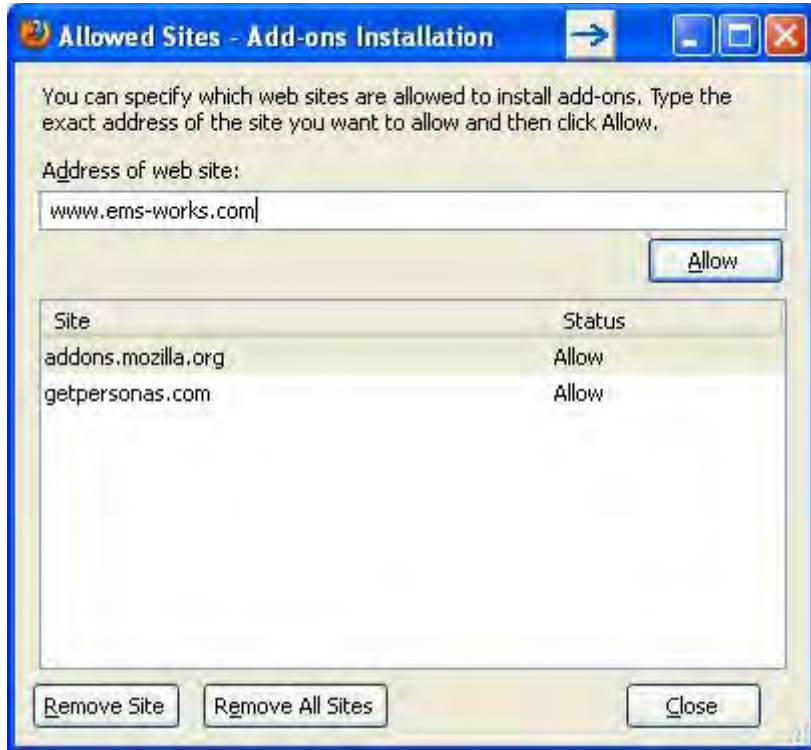 Allowed Sites - Add-ons Installation
You can specify which web sites are allowed to install add-ons. Type the
exact address of the site you want to allow and then click Allow.
Address of web site:
www.ems-works.com
Allow
Site Status
addons.mozilla.org Allow
getpersonas.com Allow
Remove Site Remove All Sites Close